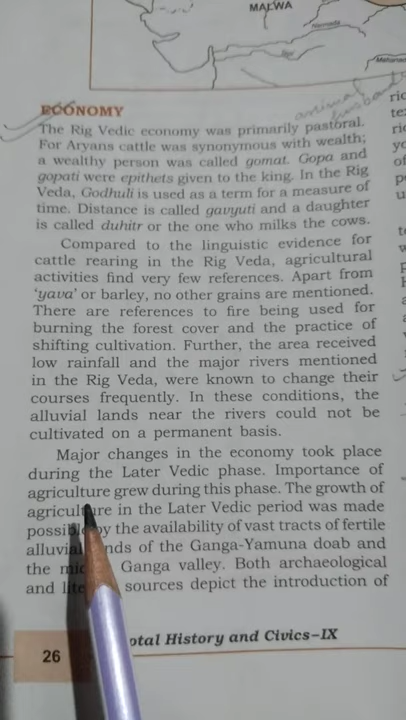 MALWA
Narmada
ECONOMY
animal
The Rig Vedic economy was primarily pastoral.
For Aryans cattle was synonymous with wealth;
a wealthy person was called gomat. Gopa and
gopati were epithets given to the king. In the Rig
Veda, Godhuli is used as a term for a measure of
time. Distance is called gavyuti and a daughter
is called duhitr or the one who milks the cows.
Compared to the linguistic evidence for
cattle rearing in the Rig Veda, agricultural
activities find very few references. Apart from
‘yava’ or barley, no other grains are mentioned.
There are references to fire being used for
burning the forest cover and the practice of
shifting cultivation. Further, the area received
low rainfall and the major rivers mentioned
in the Rig Veda, were known to change their
courses frequently. In these conditions, the
alluvial lands near the rivers could not be
cultivated on a permanent basis.
Major changes in the economy took place
during the Later Vedic phase. Importance of
agriculture grew during this phase. The growth of
agriculture in the Later Vedic period was made
possible by the availability of vast tracts of fertile
alluvial nds of the Ganga-Yamuna doab and
the Ganga valley. Both archaeological
and sources depict the introduction of
otal History and Civics–IX
26